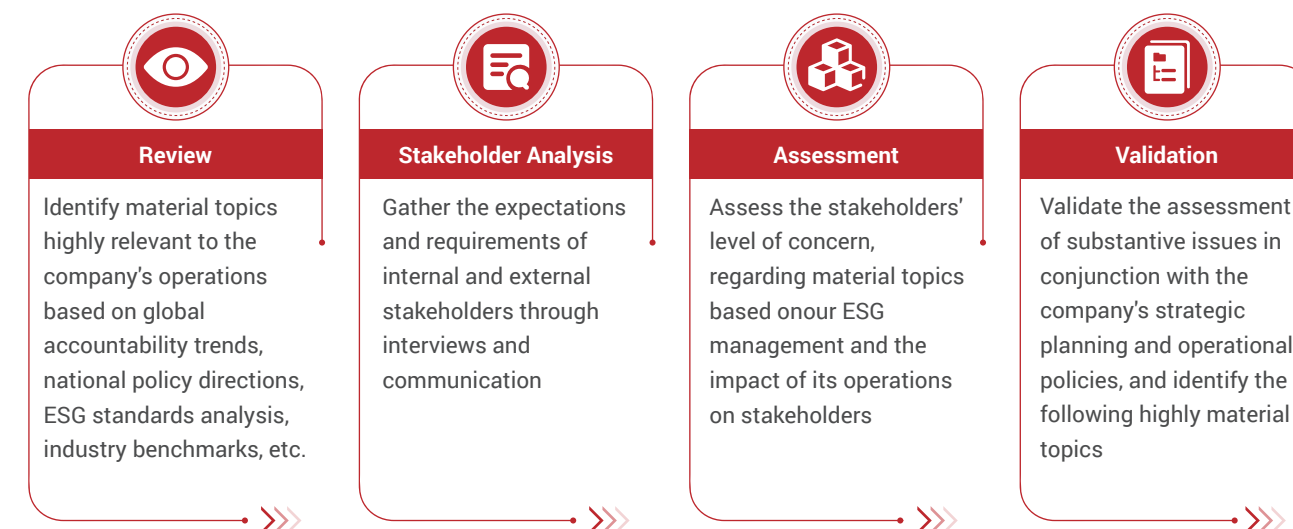 Review
Identify material topics
highly relevant to the
company's operations
based on global
accountability trends,
national policy directions,
ESG standards analysis,
industry benchmarks, etc.
Stakeholder Analysis
Gather the expectations
and requirements of
internal and external
stakeholders through
interviews and
communication
Assessment
Assess the stakeholders'
level of concern,
regarding material topics
based onour ESG
management and the
impact of its operations
on stakeholders
Validation
Validate the assessment
of substantive issues in
conjunction with the
company's strategic
planning and operational
policies, and identify the
following highly material
topics